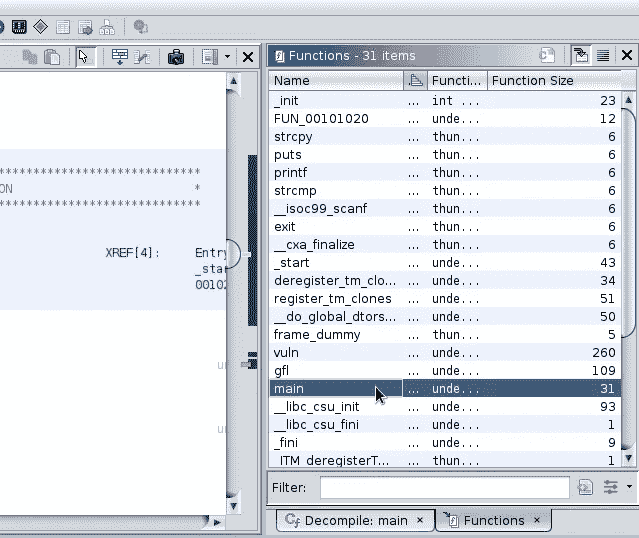 Functions - 31 items
Name Functi... Function Size
_init ... int ... 23
FUN_00101020 ... unde... 12
strcpy ... thun... 6
puts ... thun... 6
printf ... thun... 6
strcmp ... thun... 6
__isoc99_scanf ... thun... 6
exit ... thun... 6
__cxa_finalize ... thun... 6
_start ... unde... 43
deregister_tm_clo... ... unde... 34
register_tm_clones ... unde... 51
__do_global_dtors... ... unde... 50
frame_dummy ... thun... 5
vuln ... unde... 260
gfl ... unde... 109
main ... unde... 31
__libc_csu_init ... unde... 93
__libc_csu_fini ... unde... 1
_fini ... unde... 9
_ITM_deregisterT... ... thun... 1
Filter:
Decompile: main × Functions ×
*****************************
ON *
*****************************
XREF[4]: Entry
_star
00102
un
un